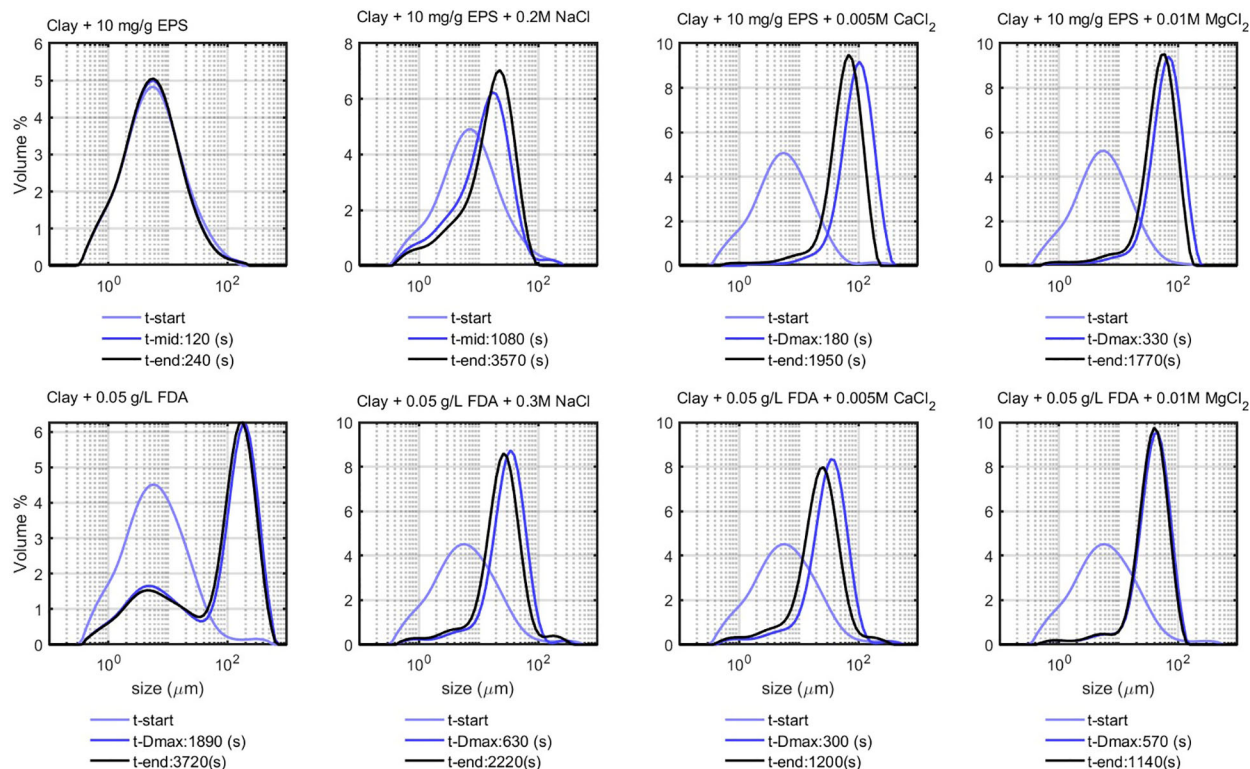 Clay + 10 mg/g EPS
Clay + 10 mg/g EPS + 0.2M NaCl
Clay + 10 mg/g EPS + 0.005M CaCl2
Clay + 10 mg/g EPS + 0.01M MgCl2
Volume %
6
5
4
3
2
1
0
8
6
4
2
0
10
8
6
4
2
0
10
8
6
4
2
0
10^0 10^2
10^0 10^2
10^0 10^2
10^0 10^2
t-start
t-mid:120 (s)
t-end:240 (s)
t-start
t-mid:1080 (s)
t-end:3570 (s)
t-start
t-Dmax:180 (s)
t-end:1950 (s)
t-start
t-Dmax:330 (s)
t-end:1770(s)
Clay + 0.05 g/L FDA
Clay + 0.05 g/L FDA + 0.3M NaCl
Clay + 0.05 g/L FDA + 0.005M CaCl2
Clay + 0.05 g/L FDA + 0.01M MgCl2
Volume %
6
5
4
3
2
1
0
10
8
6
4
2
0
10
8
6
4
2
0
10
8
6
4
2
0
10^0 10^2
10^0 10^2
10^0 10^2
10^0 10^2
size (μm)
size (μm)
size (μm)
size (μm)
t-start
t-Dmax:1890 (s)
t-end:3720(s)
t-start
t-Dmax:630 (s)
t-end:2220(s)
t-start
t-Dmax:300 (s)
t-end:1200(s)
t-start
t-Dmax:570 (s)
t-end:1140(s)